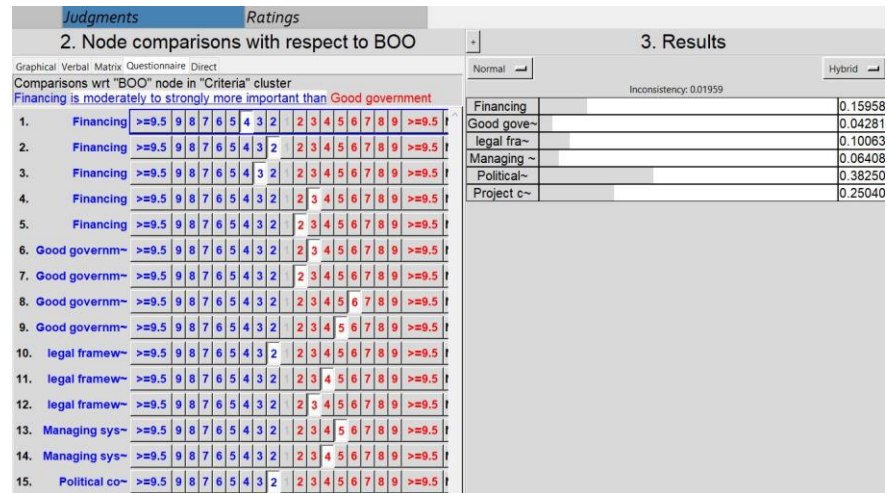 Judgments Ratings
2. Node comparisons with respect to BOO
+ 3. Results
Graphical Verbal Matrix Questionnaire Direct
Comparisons wrt "BOO" node in "Criteria" cluster
Financing is moderately to strongly more important than Good government
1. Financing >=9.5 9 8 7 6 5 4 3 2 1 2 3 4 5 6 7 8 9 >=9.5
2. Financing >=9.5 9 8 7 6 5 4 3 2 1 2 3 4 5 6 7 8 9 >=9.5
3. Financing >=9.5 9 8 7 6 5 4 3 2 1 2 3 4 5 6 7 8 9 >=9.5
4. Financing >=9.5 9 8 7 6 5 4 3 2 1 2 3 4 5 6 7 8 9 >=9.5
5. Financing >=9.5 9 8 7 6 5 4 3 2 1 2 3 4 5 6 7 8 9 >=9.5
6. Good governm~ >=9.5 9 8 7 6 5 4 3 2 1 2 3 4 5 6 7 8 9 >=9.5
7. Good governm~ >=9.5 9 8 7 6 5 4 3 2 1 2 3 4 5 6 7 8 9 >=9.5
8. Good governm~ >=9.5 9 8 7 6 5 4 3 2 1 2 3 4 5 6 7 8 9 >=9.5
9. Good governm~ >=9.5 9 8 7 6 5 4 3 2 1 2 3 4 5 6 7 8 9 >=9.5
10. legal framew~ >=9.5 9 8 7 6 5 4 3 2 1 2 3 4 5 6 7 8 9 >=9.5
11. legal framew~ >=9.5 9 8 7 6 5 4 3 2 1 2 3 4 5 6 7 8 9 >=9.5
12. legal framew~ >=9.5 9 8 7 6 5 4 3 2 1 2 3 4 5 6 7 8 9 >=9.5
13. Managing sys~ >=9.5 9 8 7 6 5 4 3 2 1 2 3 4 5 6 7 8 9 >=9.5
14. Managing sys~ >=9.5 9 8 7 6 5 4 3 2 1 2 3 4 5 6 7 8 9 >=9.5
15. Political co~ >=9.5 9 8 7 6 5 4 3 2 1 2 3 4 5 6 7 8 9 >=9.5
Normal Hybrid
Inconsistency: 0.01959
Financing 0.15958
Good gove~ 0.04281
legal fra~ 0.10063
Managing ~ 0.06408
Political~ 0.38250
Project c~ 0.25040